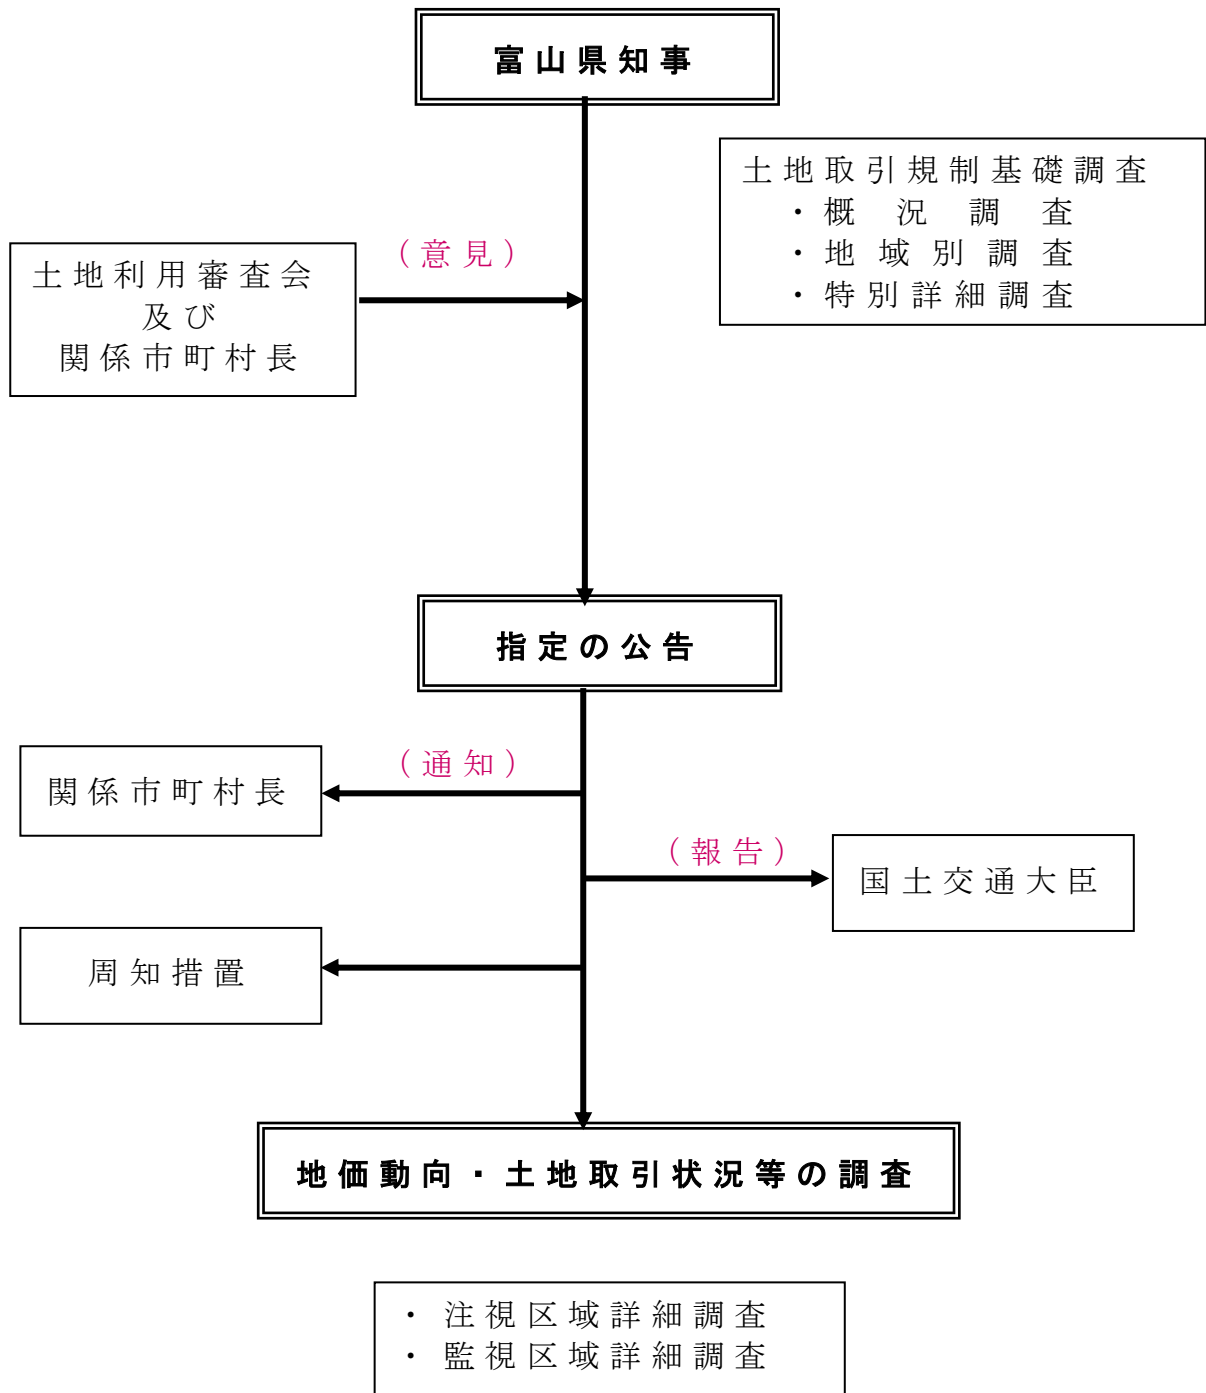 富山県知事
土地取引規制基礎調査
・概況調査
・地域別調査
・特別詳細調査
（意見）
土地利用審査会
及び
関係市町村長
指定の公告
（通知）
関係市町村長
（報告）
国土交通大臣
周知措置
地価動向・土地取引状況等の調査
・注視区域詳細調査
・監視区域詳細調査